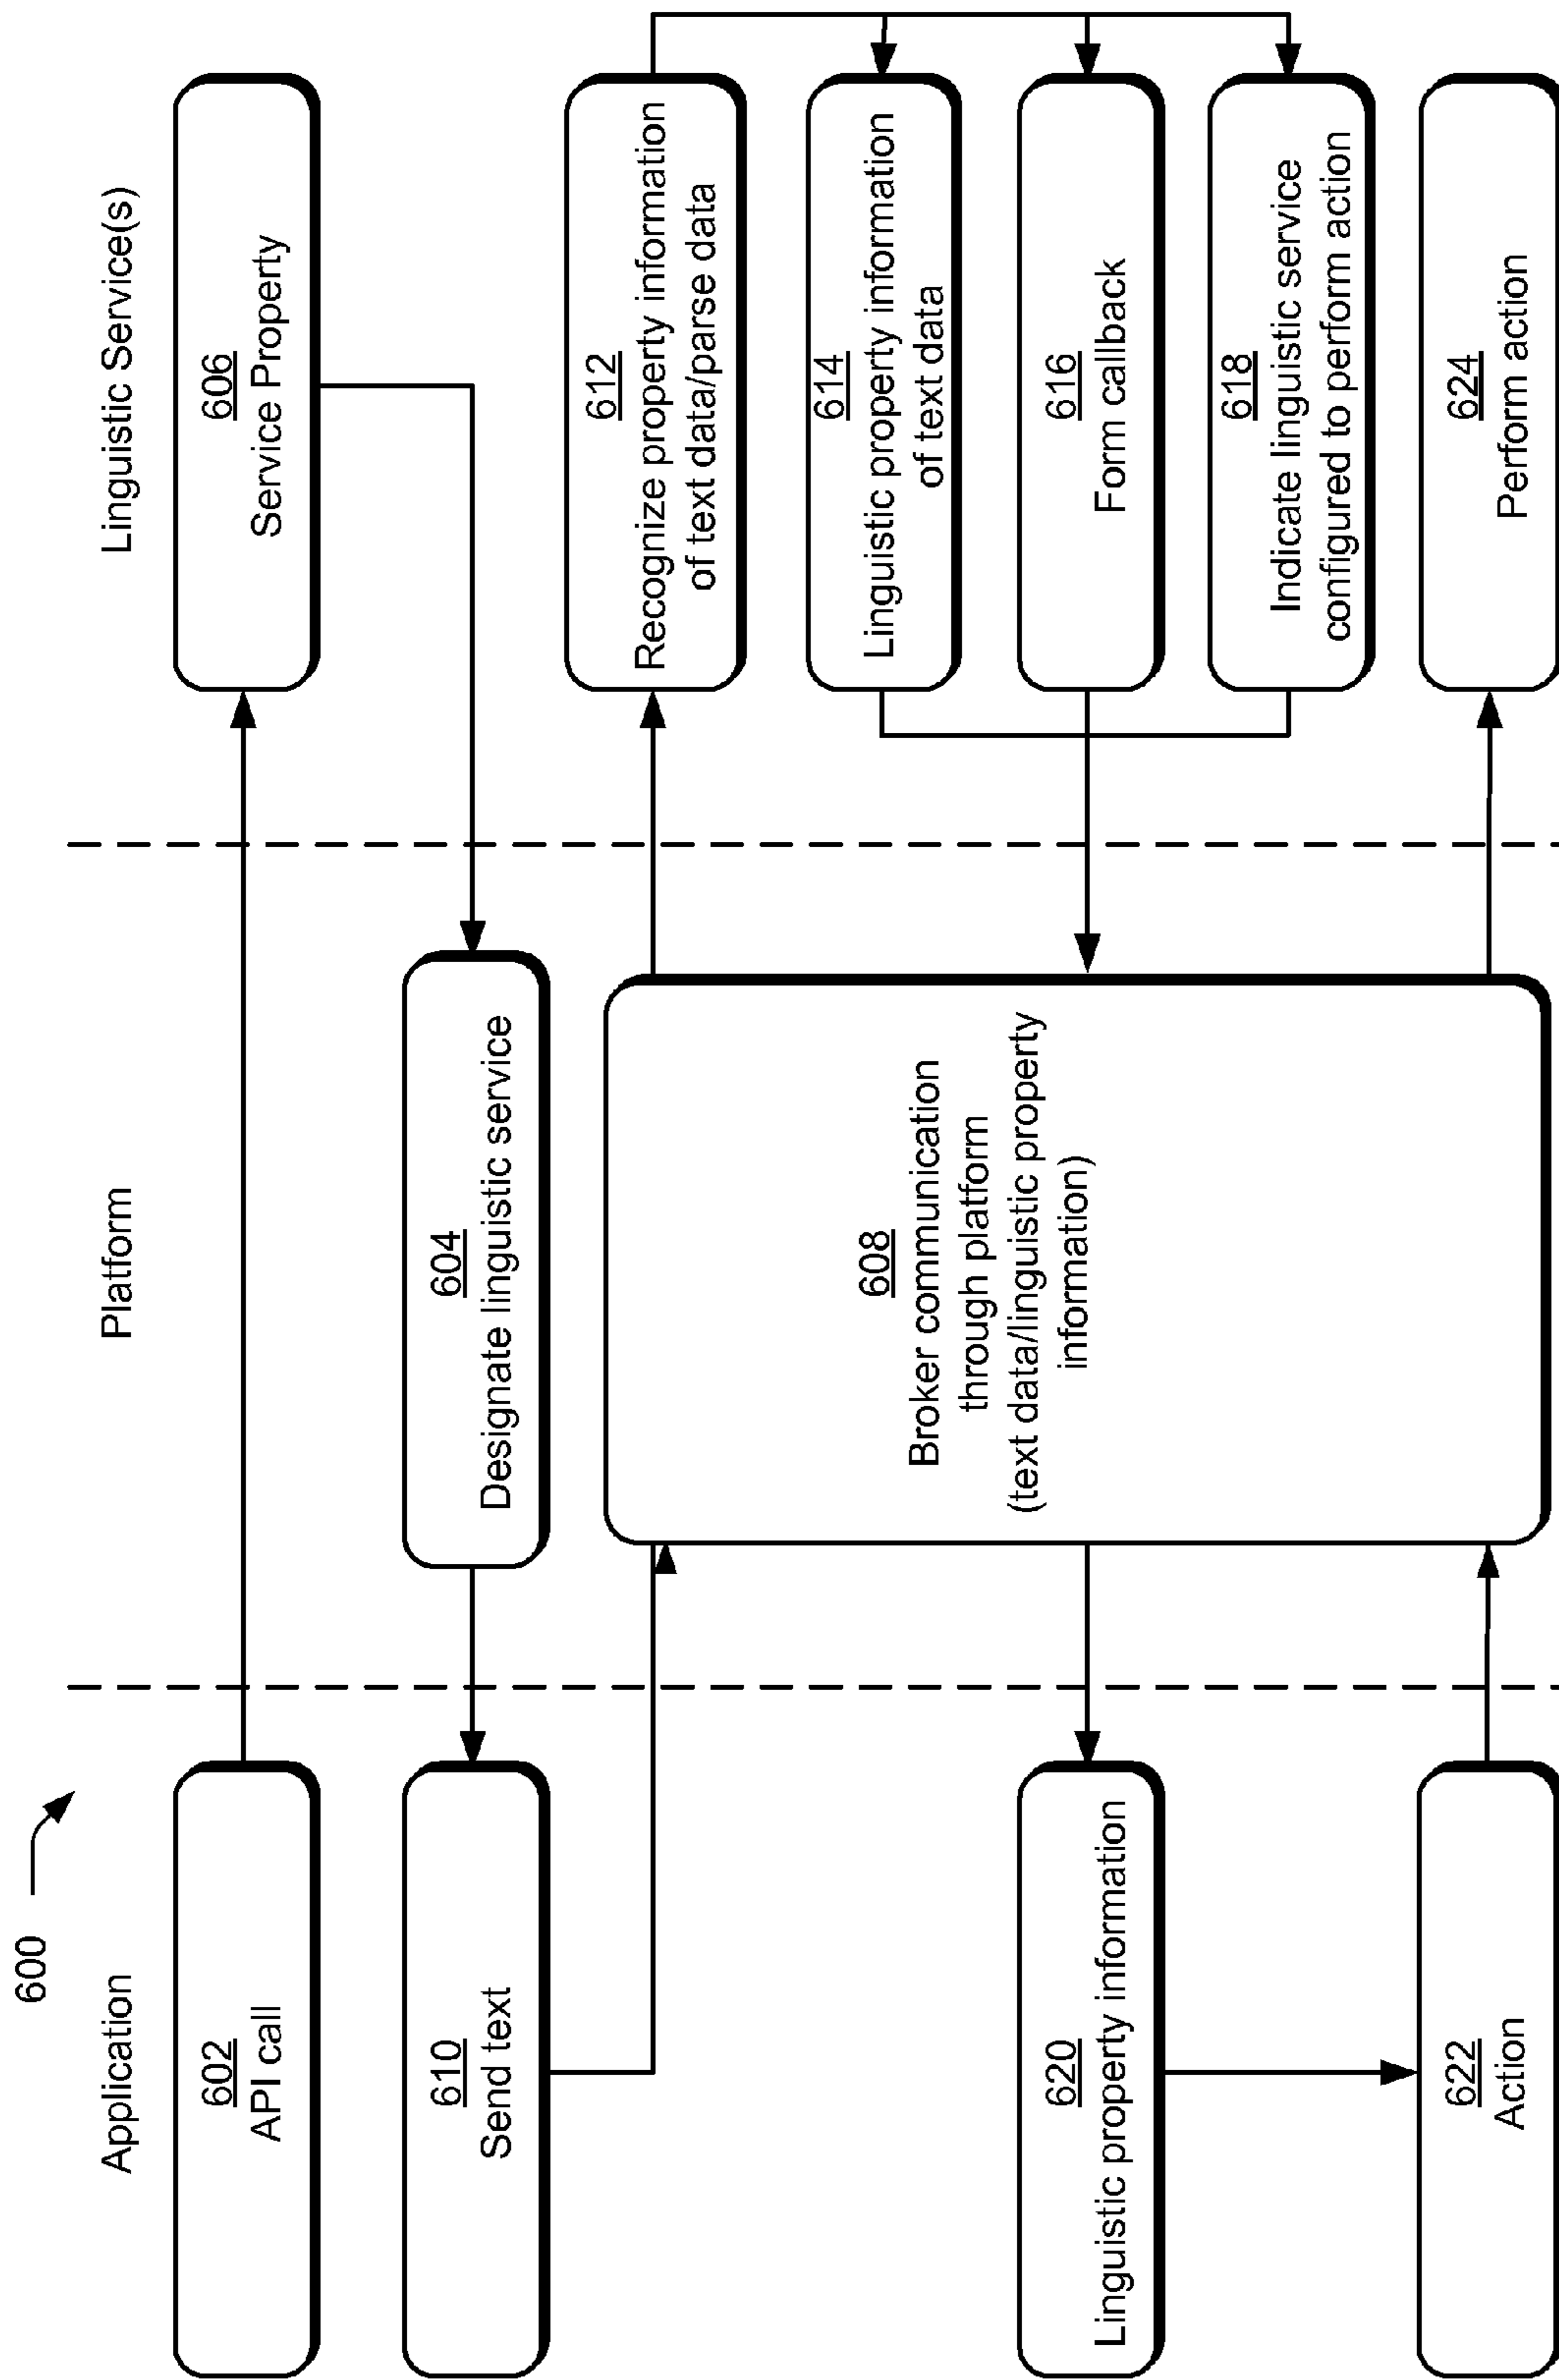 600
Application
Platform
Linguistic Service(s)
602
API call
606
Service Property
604
Designate linguistic service
610
Send text
608
Broker communication
through platform
(text data/linguistic property
information)
612
Recognize property information
of text data/parse data
614
Linguistic property information
of text data
616
Form callback
618
Indicate linguistic service
configured to perform action
620
Linguistic property information
622
Action
624
Perform action